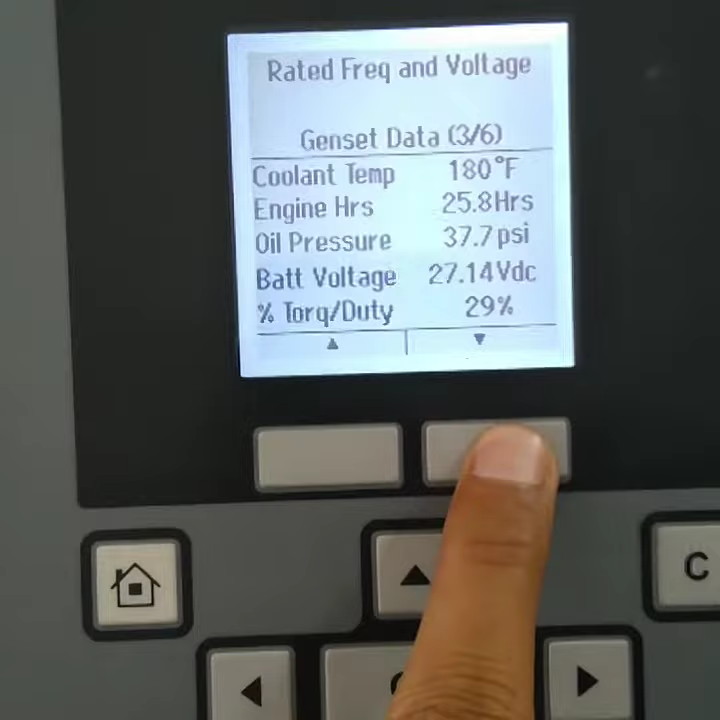 Rated Freq and Voltage
Genset Data (3/6)
Coolant Temp 180°F
Engine Hrs 25.8Hrs
Oil Pressure 37.7psi
Batt Voltage 27.14Vdc
% Torq/Duty 29%
C